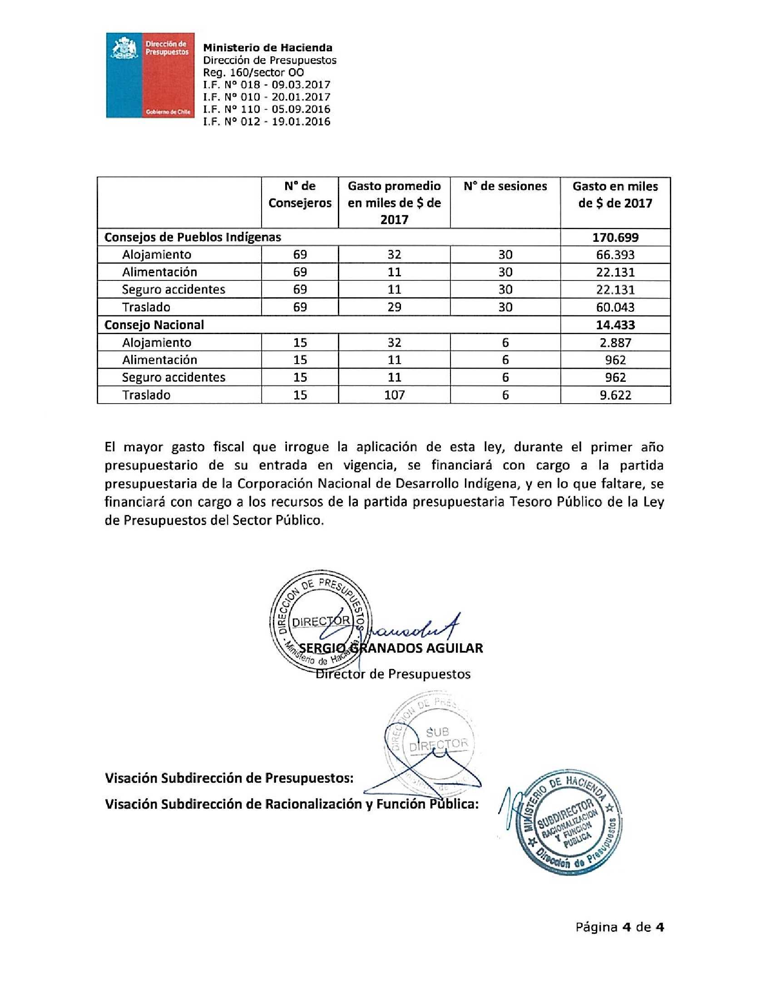 Dirección de
Presupuestos
Gobierno de Chile
Ministerio de Hacienda
Dirección de Presupuestos
Reg. 160/sector OO
I.F. Nº 018 - 09.03.2017
I.F. Nº 010 - 20.01.2017
I.F. Nº 110 - 05.09.2016
I.F. Nº 012 - 19.01.2016
N° de Consejeros Gasto promedio en miles de $ de 2017 N° de sesiones Gasto en miles de $ de 2017
Consejos de Pueblos Indígenas 170.699
Alojamiento 69 32 30 66.393
Alimentación 69 11 30 22.131
Seguro accidentes 69 11 30 22.131
Traslado 69 29 30 60.043
Consejo Nacional 14.433
Alojamiento 15 32 6 2.887
Alimentación 15 11 6 962
Seguro accidentes 15 11 6 962
Traslado 15 107 6 9.622
El mayor gasto fiscal que irrogue la aplicación de esta ley, durante el primer año
presupuestario de su entrada en vigencia, se financiará con cargo a la partida
presupuestaria de la Corporación Nacional de Desarrollo Indígena, y en lo que faltare, se
financiará con cargo a los recursos de la partida presupuestaria Tesoro Público de la Ley
de Presupuestos del Sector Público.
DIRECCION DE PRESUPUESTOS
DIRECTOR
Ministerio de Hacienda
SERGIO GRANADOS AGUILAR
Director de Presupuestos
DIRECCION DE
SUB
DIRECTOR
Visación Subdirección de Presupuestos:
Visación Subdirección de Racionalización y Función Pública:
MINISTERIO DE HACIENDA
SUBDIRECTOR
RACIONALIZACION
Y FUNCION
PUBLICA
Dirección de Presupuestos
Página 4 de 4